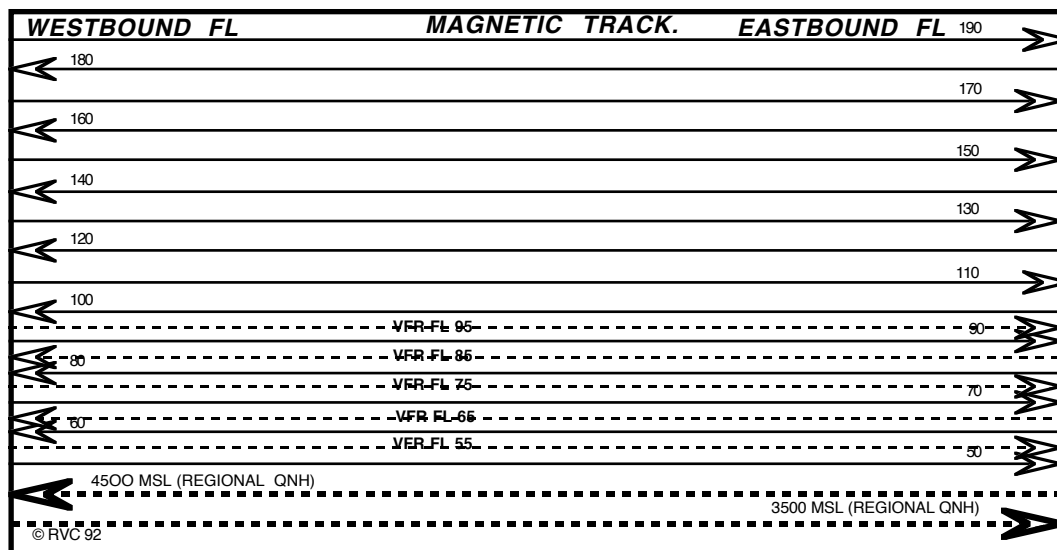 WESTBOUND FL MAGNETIC TRACK. EASTBOUND FL 190
180
170
160
150
140
130
120
110
100
VFR FL 95
90
VFR FL 85
80
VFR FL 75
70
VFR FL 65
60
VFR FL 55
50
45OO MSL (REGIONAL QNH)
3500 MSL (REGIONAL QNH)
© RVC 92